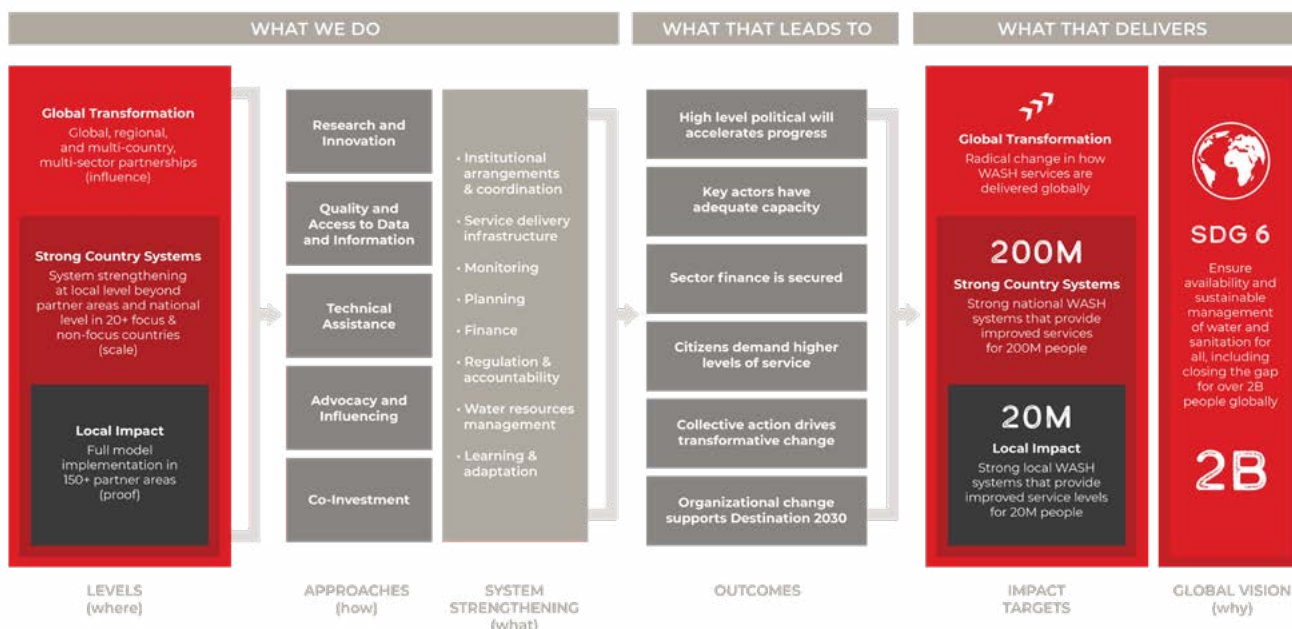 WHAT WE DO
WHAT THAT LEADS TO
WHAT THAT DELIVERS
Global Transformation
Global, regional,
and multi-country,
multi-sector partnerships
(influence)
Strong Country Systems
System strengthening
at local level beyond
partner areas and national
level in 20+ focus &
non-focus countries
(scale)
Local Impact
Full model
implementation in
150+ partner areas
(proof)
Research and
Innovation
Quality and
Access to Data
and Information
Technical
Assistance
Advocacy and
Influencing
Co-Investment
• Institutional
arrangements
& coordination
• Service delivery
infrastructure
• Monitoring
• Planning
• Finance
• Regulation &
accountability
• Water resources
management
• Learning &
adaptation
High level political will
accelerates progress
Key actors have
adequate capacity
Sector finance is secured
Citizens demand higher
levels of service
Collective action drives
transformative change
Organizational change
supports Destination 2030
Global Transformation
Radical change in how
WASH services are
delivered globally
200M
Strong Country Systems
Strong national WASH
systems that provide
improved services
for 200M people
20M
Local Impact
Strong local WASH
systems that provide
improved service levels
for 20M people
SDG 6
Ensure
availability and
sustainable
management
of water and
sanitation for
all, including
closing the gap
for over 2B
people globally
2B
LEVELS
(where)
APPROACHES
(how)
SYSTEM
STRENGTHENING
(what)
OUTCOMES
IMPACT
TARGETS
GLOBAL VISION
(why)